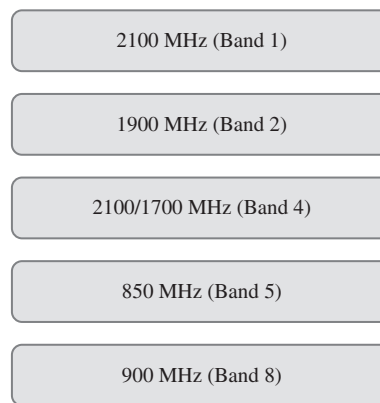 2100 MHz (Band 1)
1900 MHz (Band 2)
2100/1700 MHz (Band 4)
850 MHz (Band 5)
900 MHz (Band 8)